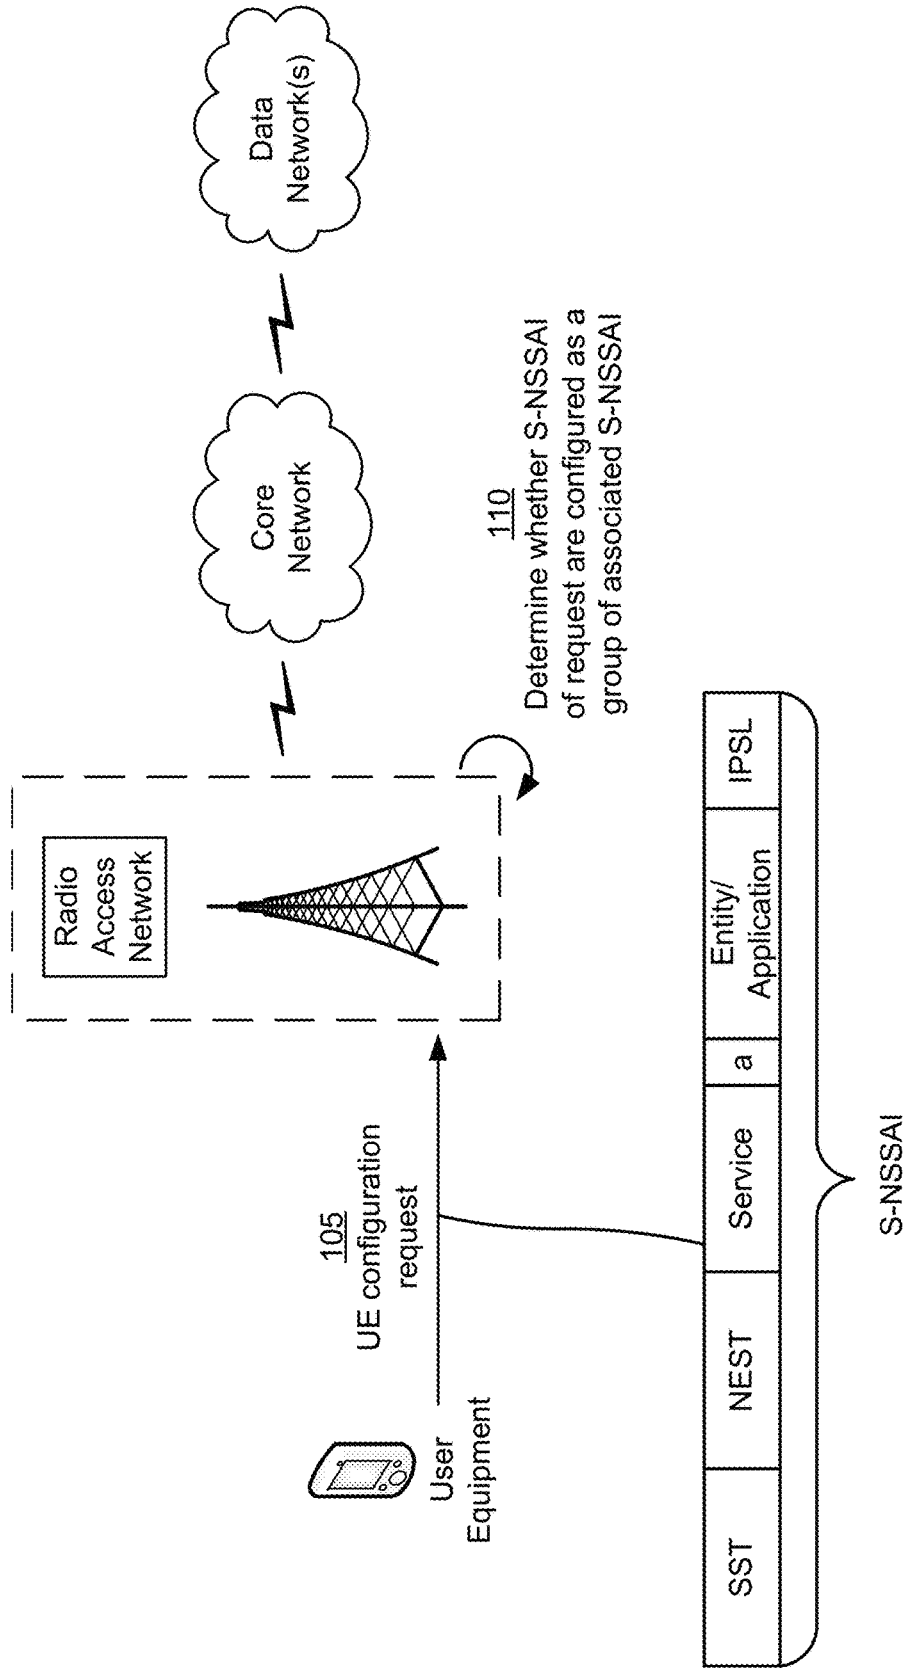 Radio
Access
Network
Core
Network
Data
Network(s)
105
UE configuration
request
User
Equipment
110
Determine whether S-NSSAI
of request are configured as a
group of associated S-NSSAI
SST
NEST
Service
a
Entity/
Application
IPSL
S-NSSAI